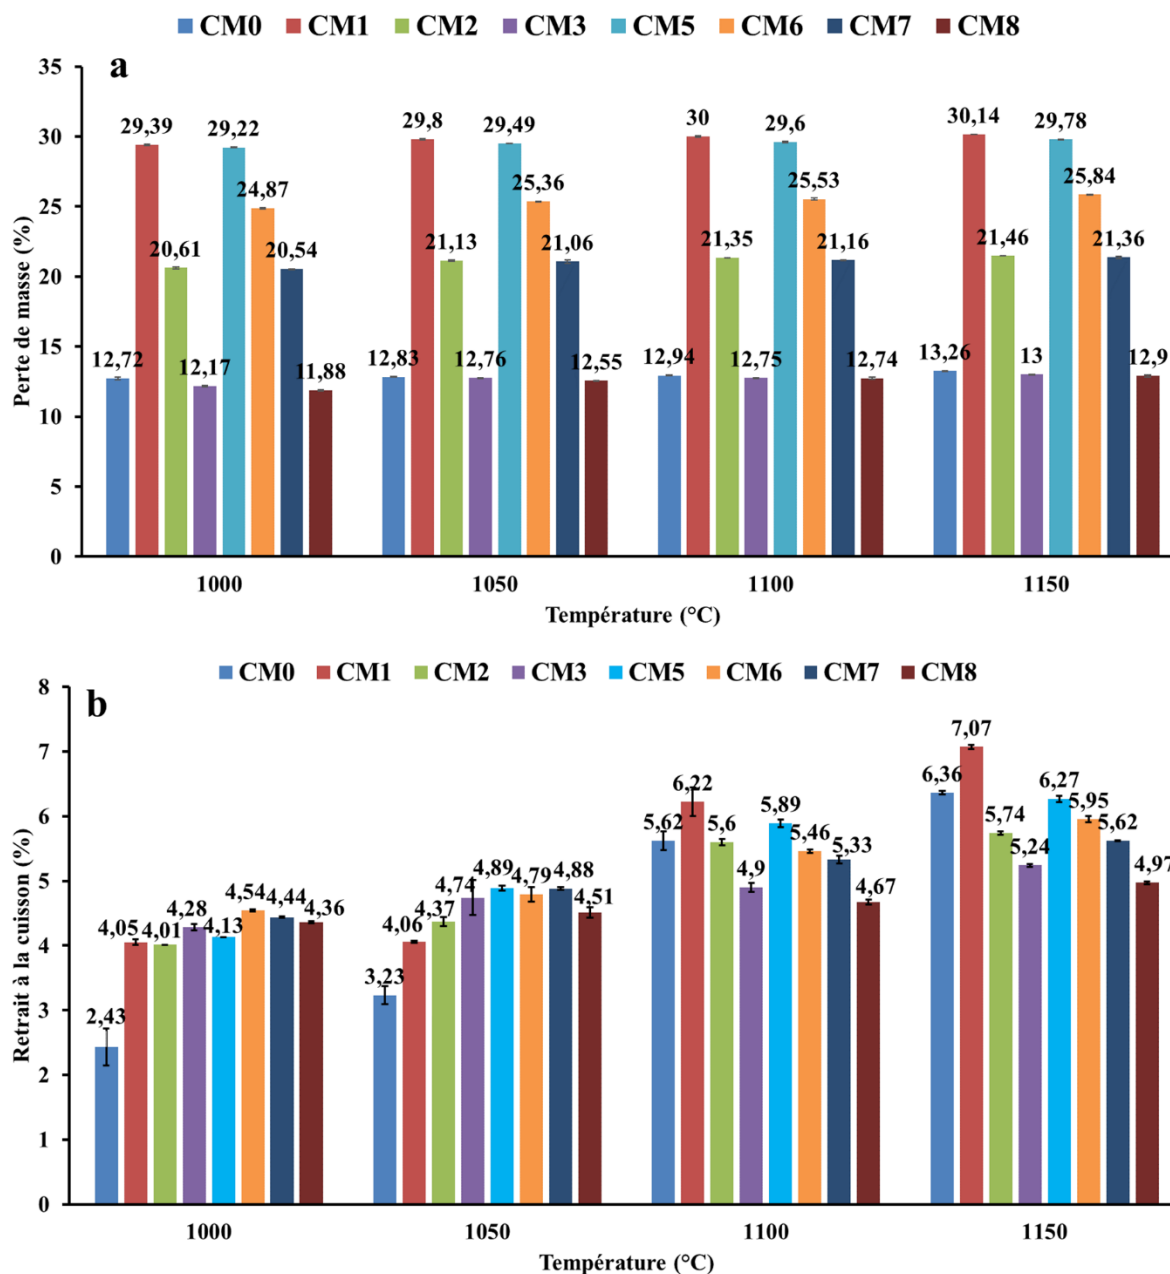 CM0 CM1 CM2 CM3 CM5 CM6 CM7 CM8
a
Perte de masse (%)
35
30
25
20
15
10
5
0
12,72 29,39 20,61 12,17 29,22 24,87 20,54 11,88
12,83 29,8 21,13 12,76 29,49 25,36 21,06 12,55
12,94 30 21,35 12,75 29,6 25,53 21,16 12,74
13,26 30,14 21,46 13 29,78 25,84 21,36 12,9
1000 1050 1100 1150
Température (°C)
CM0 CM1 CM2 CM3 CM5 CM6 CM7 CM8
b
Retrait à la cuisson (%)
8
7
6
5
4
3
2
1
0
2,43 4,05 4,01 4,28 4,13 4,54 4,44 4,36
3,23 4,06 4,37 4,74 4,89 4,79 4,88 4,51
5,62 6,22 5,6 4,9 5,89 5,46 5,33 4,67
6,36 7,07 5,74 5,24 6,27 5,95 5,62 4,97
1000 1050 1100 1150
Température (°C)